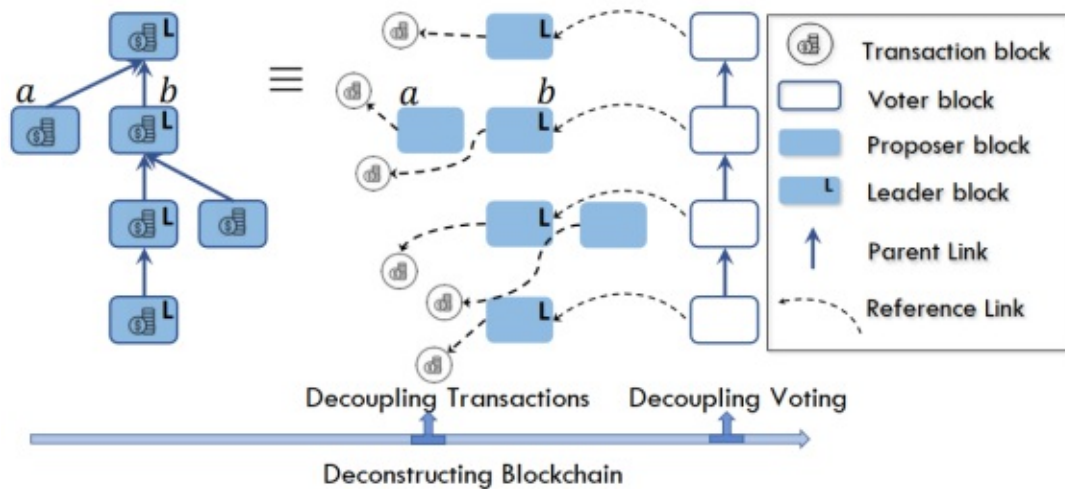 L
L
a
b
L
a
b
L
L
L
L
L
L
≡
Transaction block
Voter block
Proposer block
L
Leader block
Parent Link
Reference Link
Decoupling Transactions
Decoupling Voting
Deconstructing Blockchain